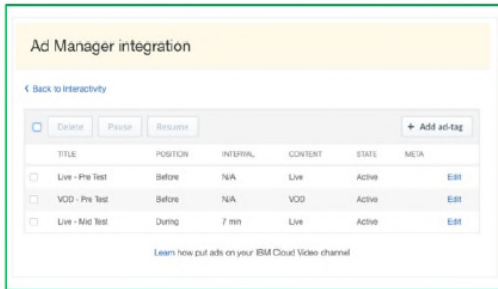 Ad Manager integration
Back to Interactivity
Delete Pause Resume + Add ad-tag
TITLE POSITION INTERVAL CONTENT STATE META
Live - Pre Test Before N/A Live Active Edit
VOD - Pre Test Before N/A VOD Active Edit
Live - Mid Test During 7 min Live Active Edit
Learn how put ads on your IBM Cloud Video channel